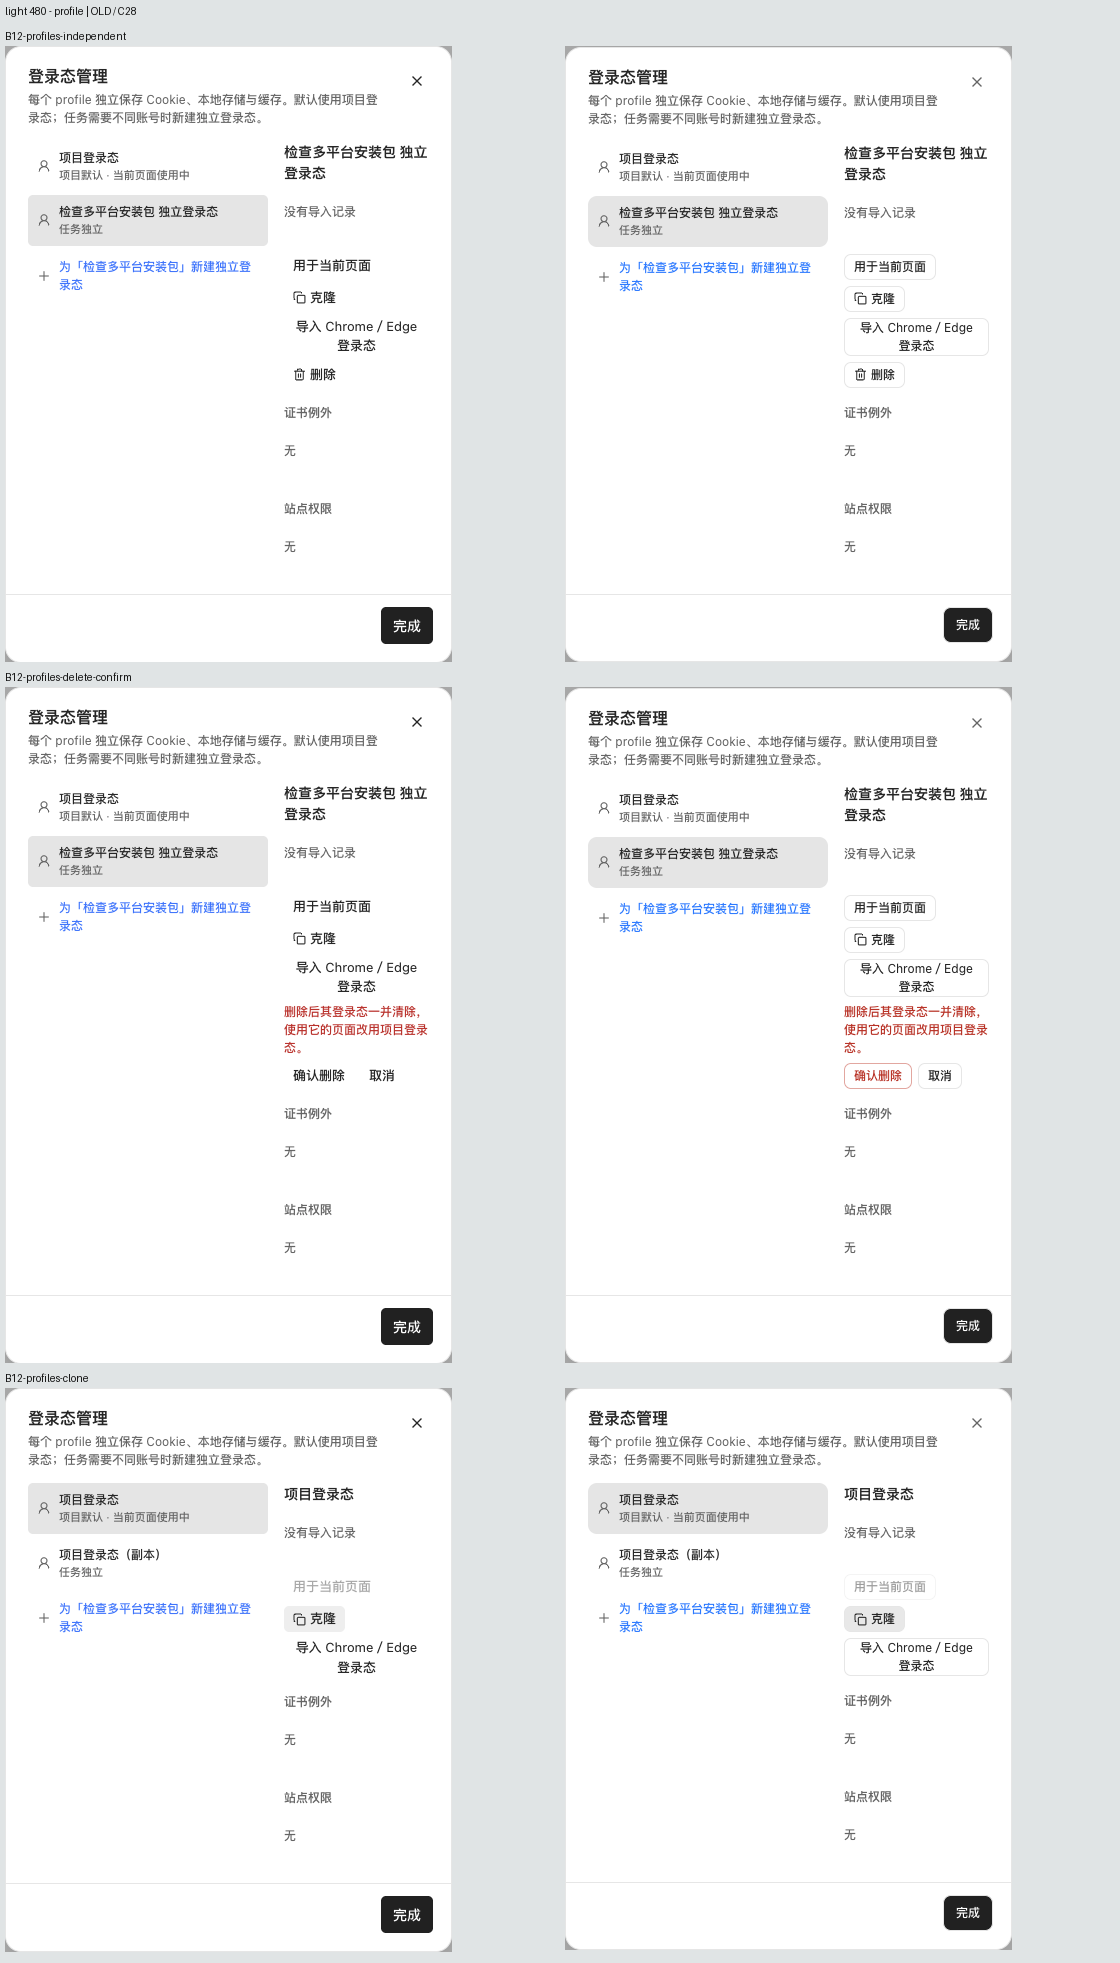 light 480 - profile | OLD / C28
B12-profiles-independent
登录态管理
每个 profile 独立保存 Cookie、本地存储与缓存。默认使用项目登
录态；任务需要不同账号时新建独立登录态。
项目登录态
项目默认 · 当前页面使用中
检查多平台安装包 独立登录态
任务独立
为「检查多平台安装包」新建独立登
录态
检查多平台安装包 独立
登录态
没有导入记录
用于当前页面
克隆
导入 Chrome / Edge
登录态
删除
证书例外
无
站点权限
无
完成
登录态管理
每个 profile 独立保存 Cookie、本地存储与缓存。默认使用项目登
录态；任务需要不同账号时新建独立登录态。
项目登录态
项目默认 · 当前页面使用中
检查多平台安装包 独立登录态
任务独立
为「检查多平台安装包」新建独立登
录态
检查多平台安装包 独立
登录态
没有导入记录
用于当前页面
克隆
导入 Chrome / Edge
登录态
删除
证书例外
无
站点权限
无
完成
B12-profiles-delete-confirm
登录态管理
每个 profile 独立保存 Cookie、本地存储与缓存。默认使用项目登
录态；任务需要不同账号时新建独立登录态。
项目登录态
项目默认 · 当前页面使用中
检查多平台安装包 独立登录态
任务独立
为「检查多平台安装包」新建独立登
录态
检查多平台安装包 独立
登录态
没有导入记录
用于当前页面
克隆
导入 Chrome / Edge
登录态
删除后其登录态一并清除，
使用它的页面改用项目登录
态。
确认删除 取消
证书例外
无
站点权限
无
完成
登录态管理
每个 profile 独立保存 Cookie、本地存储与缓存。默认使用项目登
录态；任务需要不同账号时新建独立登录态。
项目登录态
项目默认 · 当前页面使用中
检查多平台安装包 独立登录态
任务独立
为「检查多平台安装包」新建独立登
录态
检查多平台安装包 独立
登录态
没有导入记录
用于当前页面
克隆
导入 Chrome / Edge
登录态
删除后其登录态一并清除，
使用它的页面改用项目登录
态。
确认删除 取消
证书例外
无
站点权限
无
完成
B12-profiles-clone
登录态管理
每个 profile 独立保存 Cookie、本地存储与缓存。默认使用项目登
录态；任务需要不同账号时新建独立登录态。
项目登录态
项目默认 · 当前页面使用中
项目登录态（副本）
任务独立
为「检查多平台安装包」新建独立登
录态
项目登录态
没有导入记录
用于当前页面
克隆
导入 Chrome / Edge
登录态
证书例外
无
站点权限
无
完成
登录态管理
每个 profile 独立保存 Cookie、本地存储与缓存。默认使用项目登
录态；任务需要不同账号时新建独立登录态。
项目登录态
项目默认 · 当前页面使用中
项目登录态（副本）
任务独立
为「检查多平台安装包」新建独立登
录态
项目登录态
没有导入记录
用于当前页面
克隆
导入 Chrome / Edge
登录态
证书例外
无
站点权限
无
完成